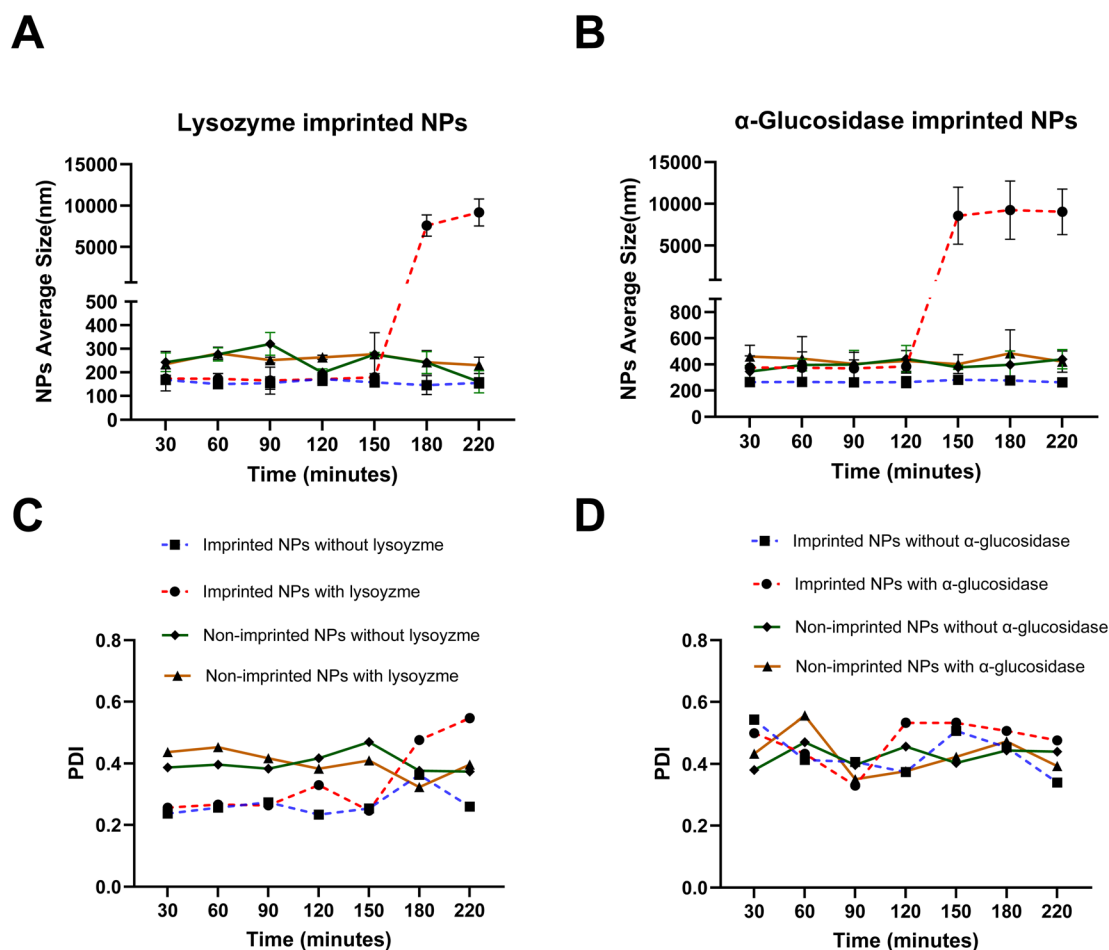 A
Lysozyme imprinted NPs
NPs Average Size(nm)
15000
10000
5000
500
400
300
200
100
0
30 60 90 120 150 180 220
Time (minutes)
B
α-Glucosidase imprinted NPs
NPs Average Size(nm)
15000
10000
5000
800
600
400
200
0
30 60 90 120 150 180 220
Time (minutes)
C
Imprinted NPs without lysoyzme
Imprinted NPs with lysoyzme
Non-imprinted NPs without lysoyzme
Non-imprinted NPs with lysoyzme
PDI
0.8
0.6
0.4
0.2
0.0
30 60 90 120 150 180 220
Time (minutes)
D
Imprinted NPs without α-glucosidase
Imprinted NPs with α-glucosidase
Non-imprinted NPs without α-glucosidase
Non-imprinted NPs with α-glucosidase
PDI
0.8
0.6
0.4
0.2
0.0
30 60 90 120 150 180 220
Time (minutes)